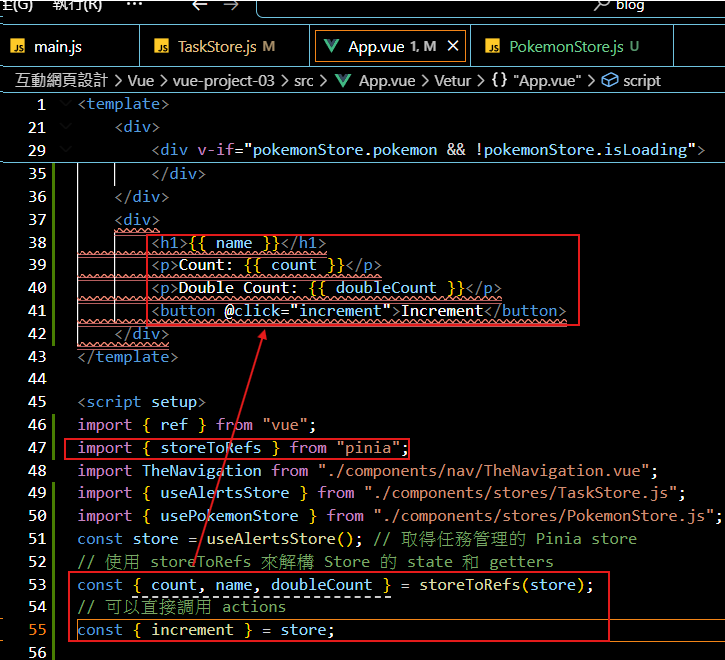 執行(R) ··· ← → blog
JS main.js JS TaskStore.js M App.vue 1, M × JS PokemonStore.js U
互動網頁設計 > Vue > vue-project-03 > src > App.vue > Vetur > {} "App.vue" > script
1 <template>
21 <div>
29 <div v-if="pokemonStore.pokemon && !pokemonStore.isLoading">
35 </div>
36 </div>
37 <div>
38 <h1>{{ name }}</h1>
39 <p>Count: {{ count }}</p>
40 <p>Double Count: {{ doubleCount }}</p>
41 <button @click="increment">Increment</button>
42 </div>
43 </template>
44
45 <script setup>
46 import { ref } from "vue";
47 import { storeToRefs } from "pinia";
48 import TheNavigation from "./components/nav/TheNavigation.vue";
49 import { useAlertsStore } from "./components/stores/TaskStore.js";
50 import { usePokemonStore } from "./components/stores/PokemonStore.js";
51 const store = useAlertsStore(); // 取得任務管理的 Pinia store
52 // 使用 storeToRefs 來解構 Store 的 state 和 getters
53 const { count, name, doubleCount } = storeToRefs(store);
54 // 可以直接調用 actions
55 const { increment } = store;
56